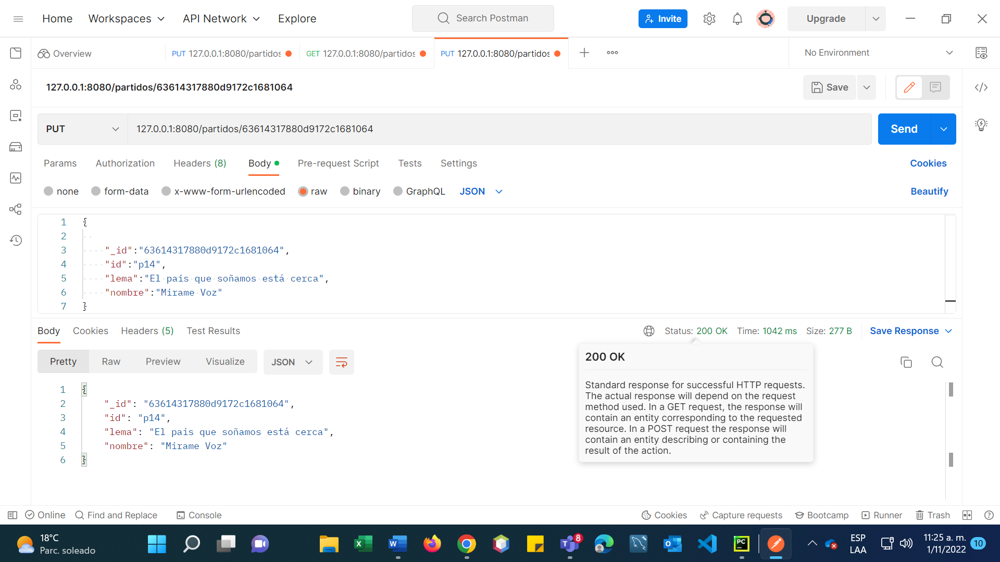 Home Workspaces API Network Explore Search Postman Invite Upgrade
Overview PUT 127.0.0.1:8080/partidos GET 127.0.0.1:8080/partidos PUT 127.0.0.1:8080/partidos No Environment
127.0.0.1:8080/partidos/63614317880d9172c1681064 Save
PUT 127.0.0.1:8080/partidos/63614317880d9172c1681064 Send
Params Authorization Headers (8) Body Pre-request Script Tests Settings Cookies
none form-data x-www-form-urlencoded raw binary GraphQL JSON Beautify
1 {
2
3 "_id":"63614317880d9172c1681064",
4 "id":"p14",
5 "lema":"El pais que soñamos está cerca",
6 "nombre":"Mirame Voz"
7 }
Body Cookies Headers (5) Test Results Status: 200 OK Time: 1042 ms Size: 277 B Save Response
Pretty Raw Preview Visualize JSON
1 {
2 "_id": "63614317880d9172c1681064",
3 "id": "p14",
4 "lema": "El pais que soñamos está cerca",
5 "nombre": "Mirame Voz"
6 }
200 OK
Standard response for successful HTTP requests.
The actual response will depend on the request
method used. In a GET request, the response will
contain an entity corresponding to the requested
resource. In a POST request the response will
contain an entity describing or containing the
result of the action.
Online Find and Replace Console Cookies Capture requests Bootcamp Runner Trash
18°C
Parc. soleado
8
ESP
LAA
11:25 a. m.
1/11/2022
10